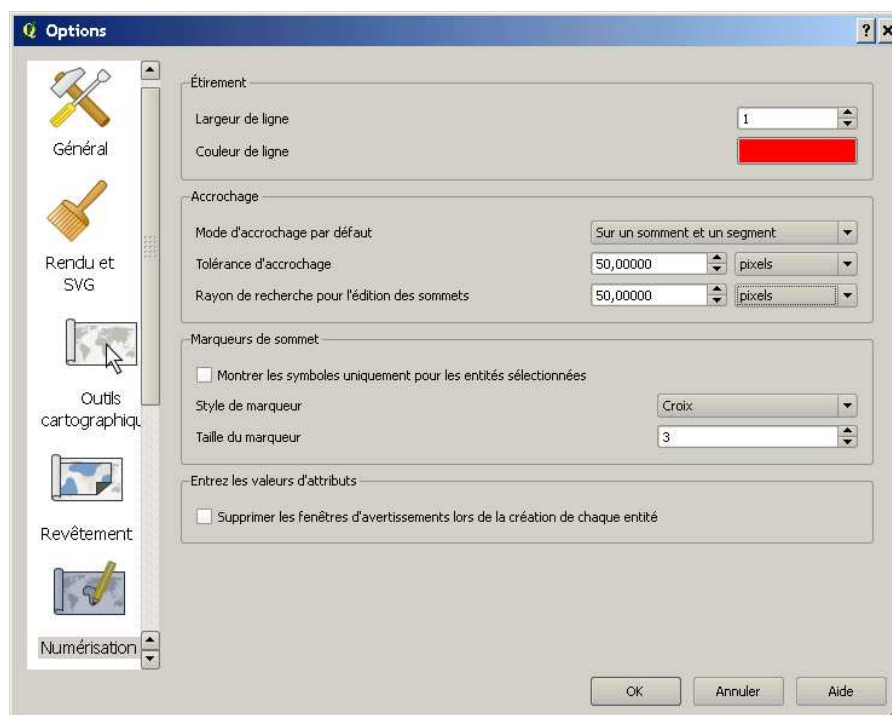 Options
Général
Rendu et
SVG
Outils
cartographiqu
Revêtement
Numérisation
Étirement
Largeur de ligne
1
Couleur de ligne
Accrochage
Mode d'accrochage par défaut
Sur un somment et un segment
Tolérance d'accrochage
50,00000
pixels
Rayon de recherche pour l'édition des sommets
50,00000
pixels
Marqueurs de sommet
Montrer les symboles uniquement pour les entités sélectionnées
Style de marqueur
Croix
Taille du marqueur
3
Entrez les valeurs d'attributs
Supprimer les fenêtres d'avertissements lors de la création de chaque entité
OK
Annuler
Aide